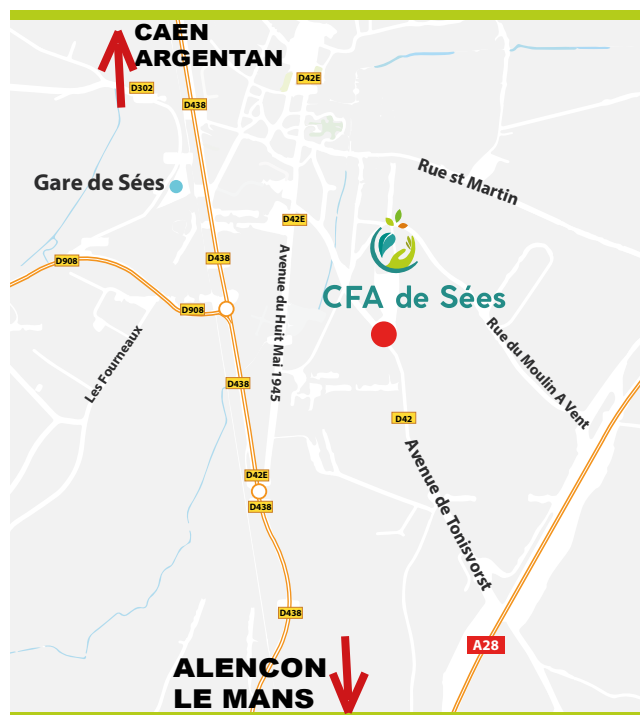 CAEN
ARGENTAN
D42E
D302
D438
Rue st Martin
Gare de Sées
D42E
D438
D908
Avenue du Huit Mai 1945
CFA de Sées
D908
Rue du Moulin A Vent
Les Fourneaux
D438
D42
Avenue de Tonisvorst
D42E
D438
D438
A28
ALENCON
LE MANS